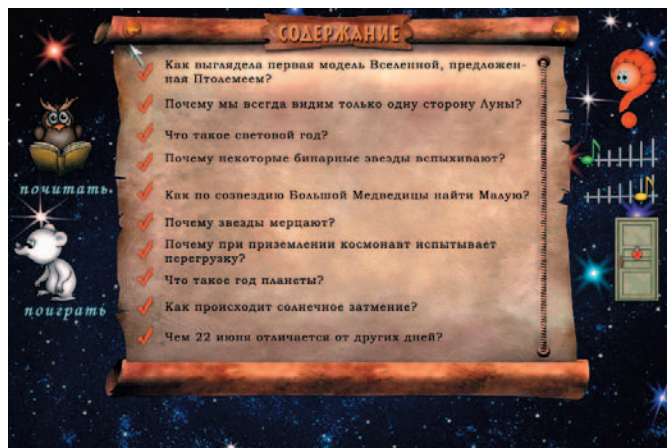 СОДЕРЖАНИЕ
Как выглядела первая модель Вселенной, предложен-
ная Птолемеем?
Почему мы всегда видим только одну сторону Луны?
Что такое световой год?
Почему некоторые бинарные звезды вспыхивают?
Как по созвездию Большой Медведицы найти Малую?
Почему звезды мерцают?
Почему при приземлении космонавт испытывает
перегрузку?
Что такое год планеты?
Как происходит солнечное затмение?
Чем 22 июня отличается от других дней?
почитать
поиграть